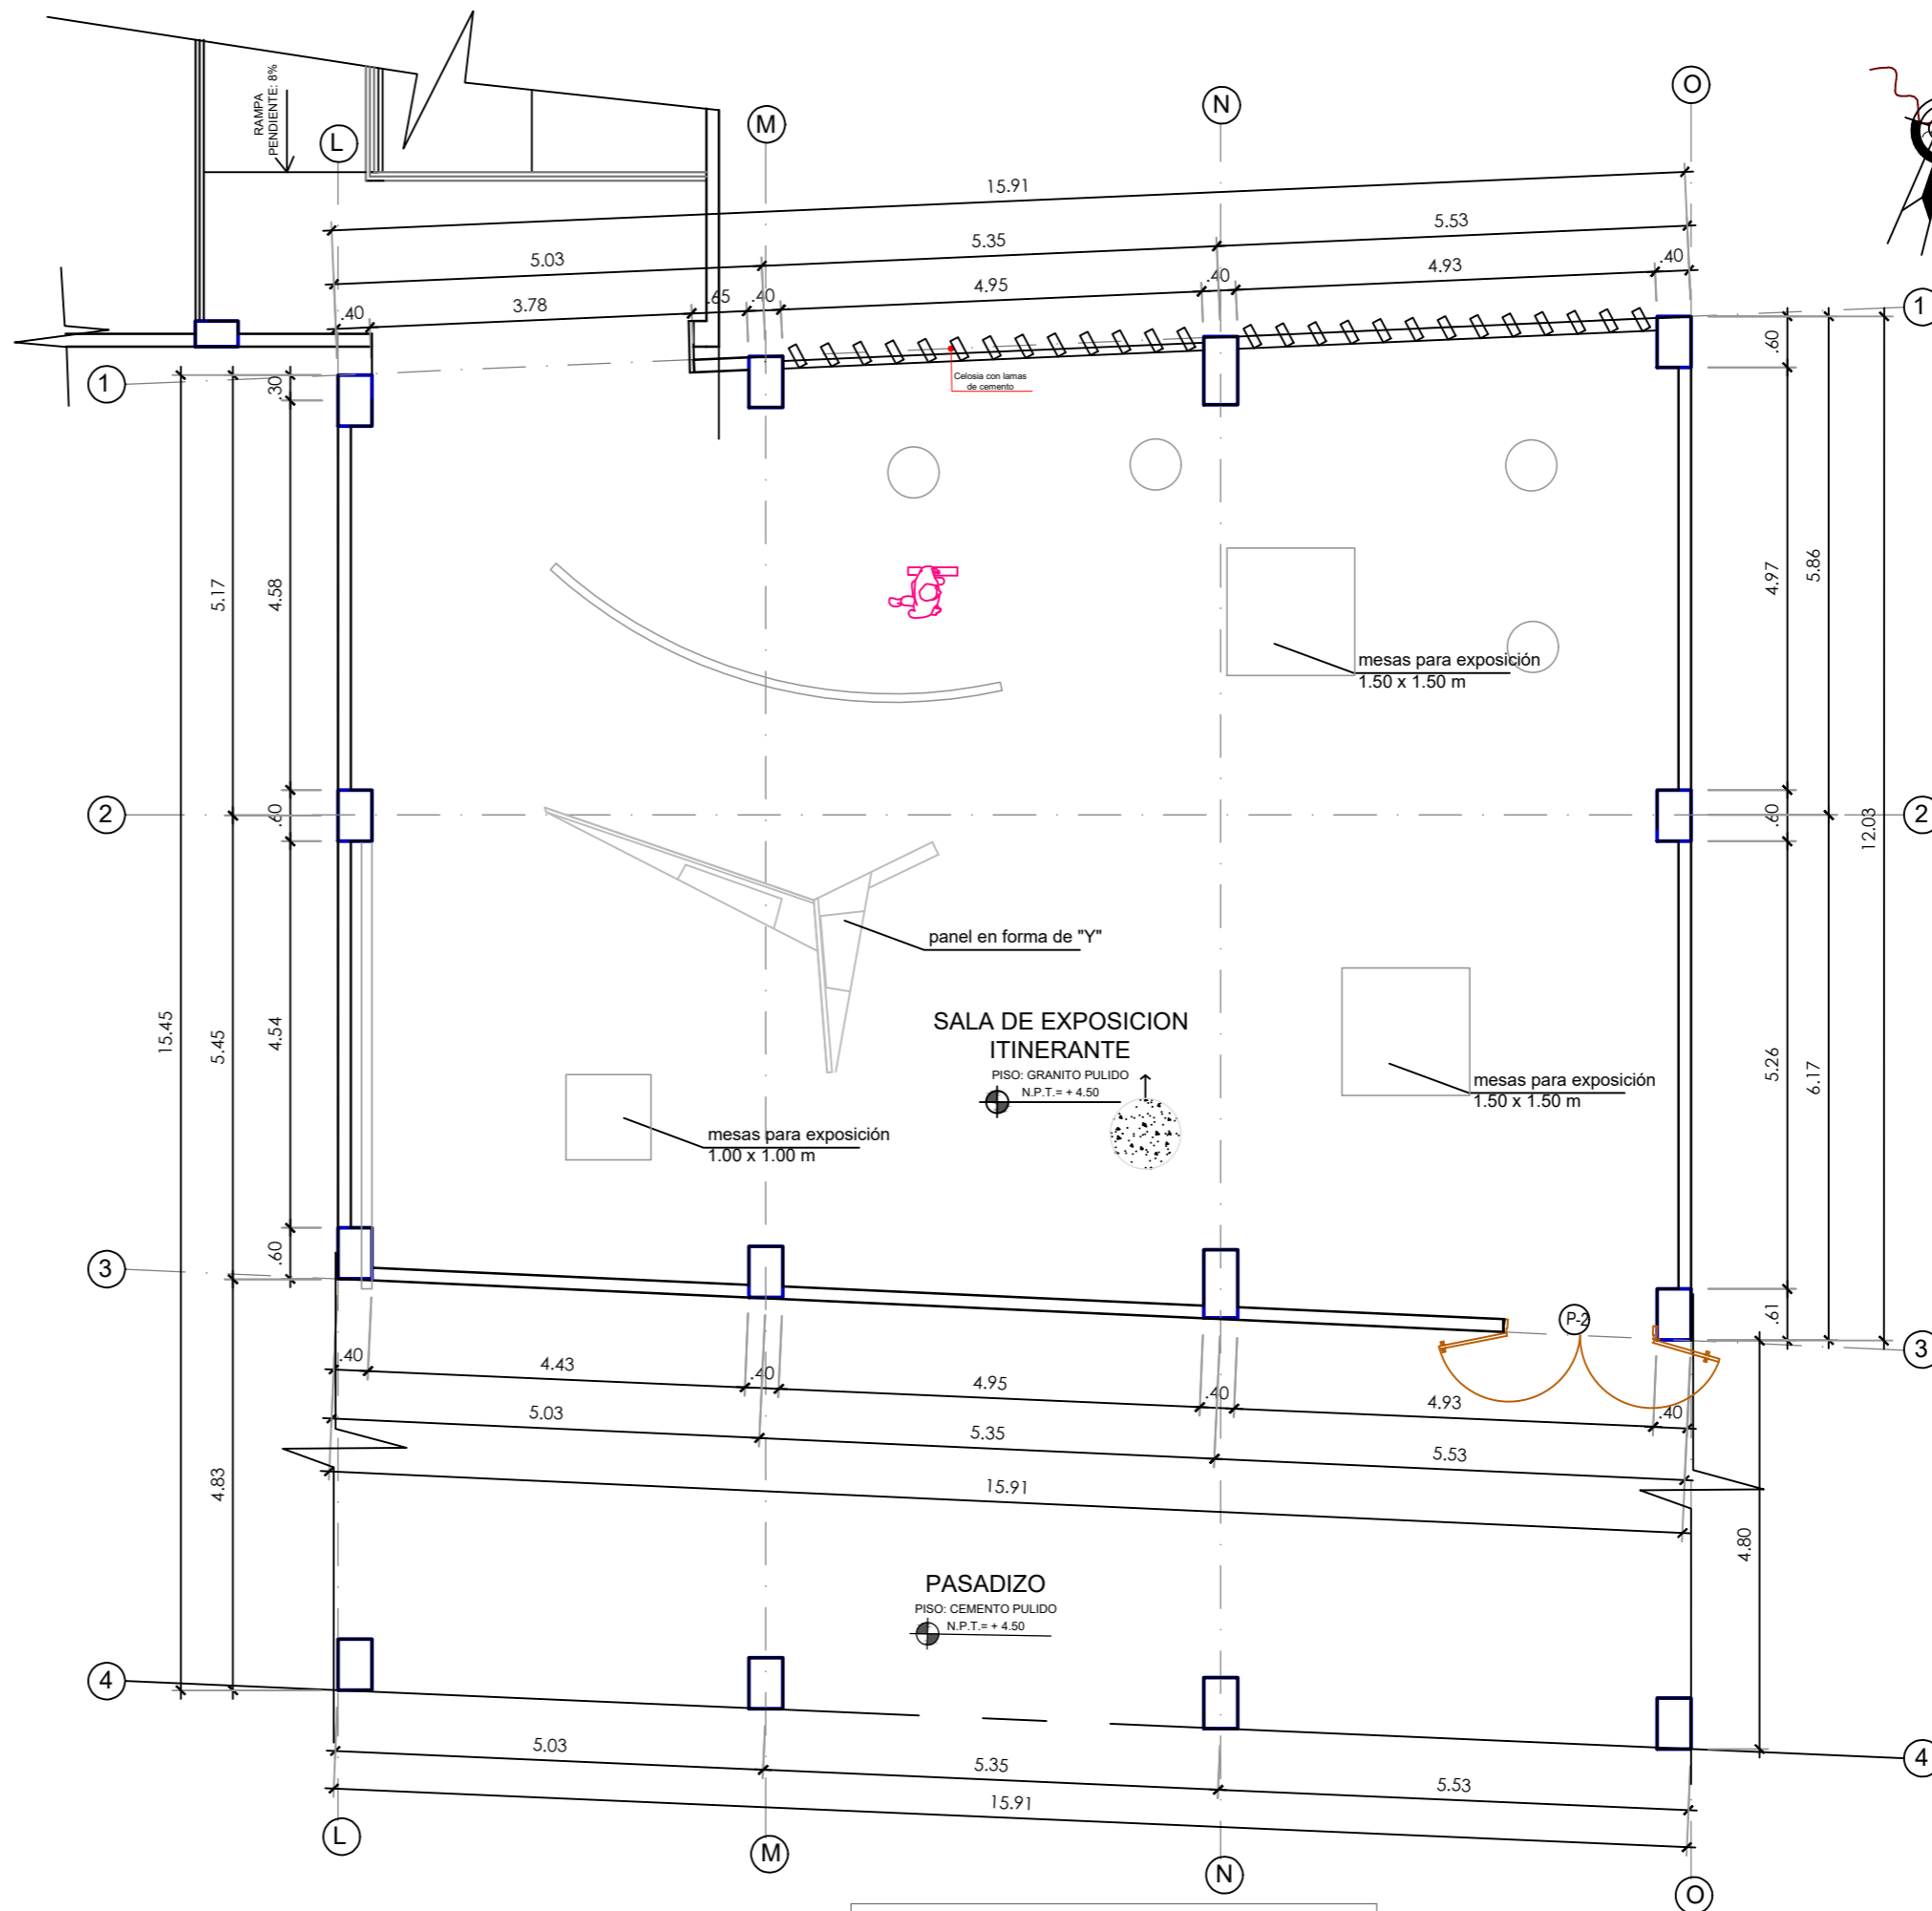 RAMPA
PENDIENTE: 8%
L
M
N
O
15.91
5.03
5.35
5.53
.40
3.78
.65
.40
4.95
.40
4.93
.40
1
1
Celosia con lamas
de cemento
.30
.60
5.17
4.58
4.97
5.86
mesas para exposición
1.50 x 1.50 m
2
.60
.60
12.03
2
panel en forma de "Y"
15.45
5.45
4.54
SALA DE EXPOSICION
ITINERANTE
PISO: GRANITO PULIDO
N.P.T.= + 4.50
mesas para exposición
1.50 x 1.50 m
5.26
6.17
mesas para exposición
1.00 x 1.00 m
3
.60
P-2
.61
3
.40
4.43
.40
4.95
.40
4.93
.40
5.03
5.35
5.53
15.91
4.83
4.80
PASADIZO
PISO: CEMENTO PULIDO
N.P.T.= + 4.50
4
4
5.03
5.35
5.53
15.91
L
M
N
O